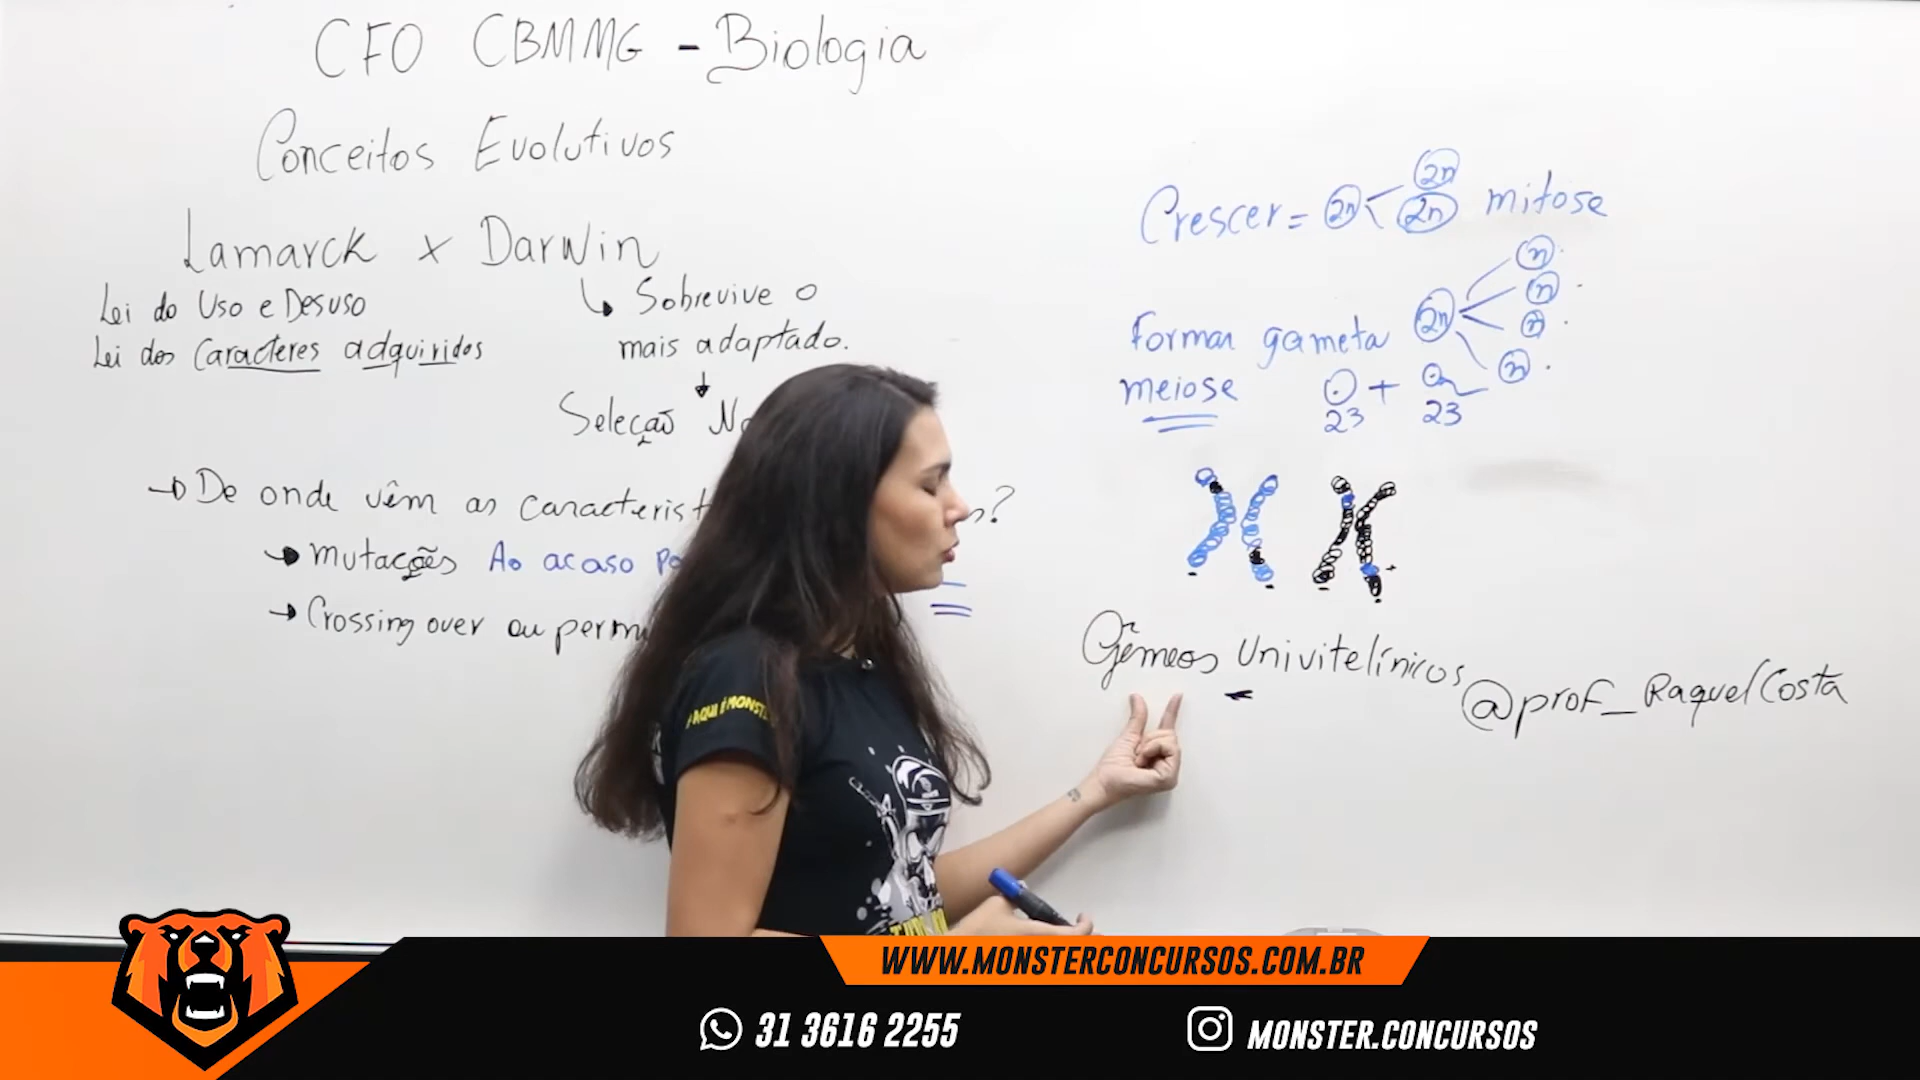 CFO CBMMG - Biologia
Conceitos Evolutivos
Lamarck x Darwin
Lei do Uso e Desuso
Lei dos Caracteres adquiridos
Sobrevive o
mais adaptado.
Seleção
De onde vêm as
Mutações Ao acaso
Crossing over ou
Crescer = 2n 2n 2n mitose
Formar gameta 2n n n n n
meiose + 
23 23
Gêmeos Univitelínicos
@prof_RaquelCosta
WWW.MONSTERCONCURSOS.COM.BR
31 3616 2255
MONSTER.CONCURSOS